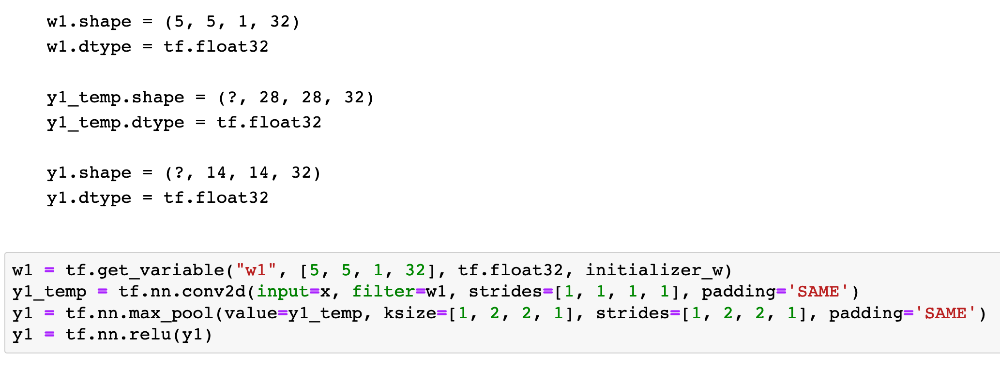 w1.shape = (5, 5, 1, 32)
w1.dtype = tf.float32
y1_temp.shape = (?, 28, 28, 32)
y1_temp.dtype = tf.float32
y1.shape = (?, 14, 14, 32)
y1.dtype = tf.float32
w1 = tf.get_variable("w1", [5, 5, 1, 32], tf.float32, initializer_w)
y1_temp = tf.nn.conv2d(input=x, filter=w1, strides=[1, 1, 1, 1], padding='SAME')
y1 = tf.nn.max_pool(value=y1_temp, ksize=[1, 2, 2, 1], strides=[1, 2, 2, 1], padding='SAME')
y1 = tf.nn.relu(y1)